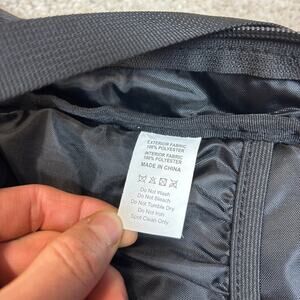 EXTERIOR FABRIC
100% POLYESTER
INTERIOR FABRIC
100% POLYESTER
MADE IN CHINA
Do Not Wash
Do Not Bleach
Do Not Tumble Dry
Do Not Iron
Spot Clean Only